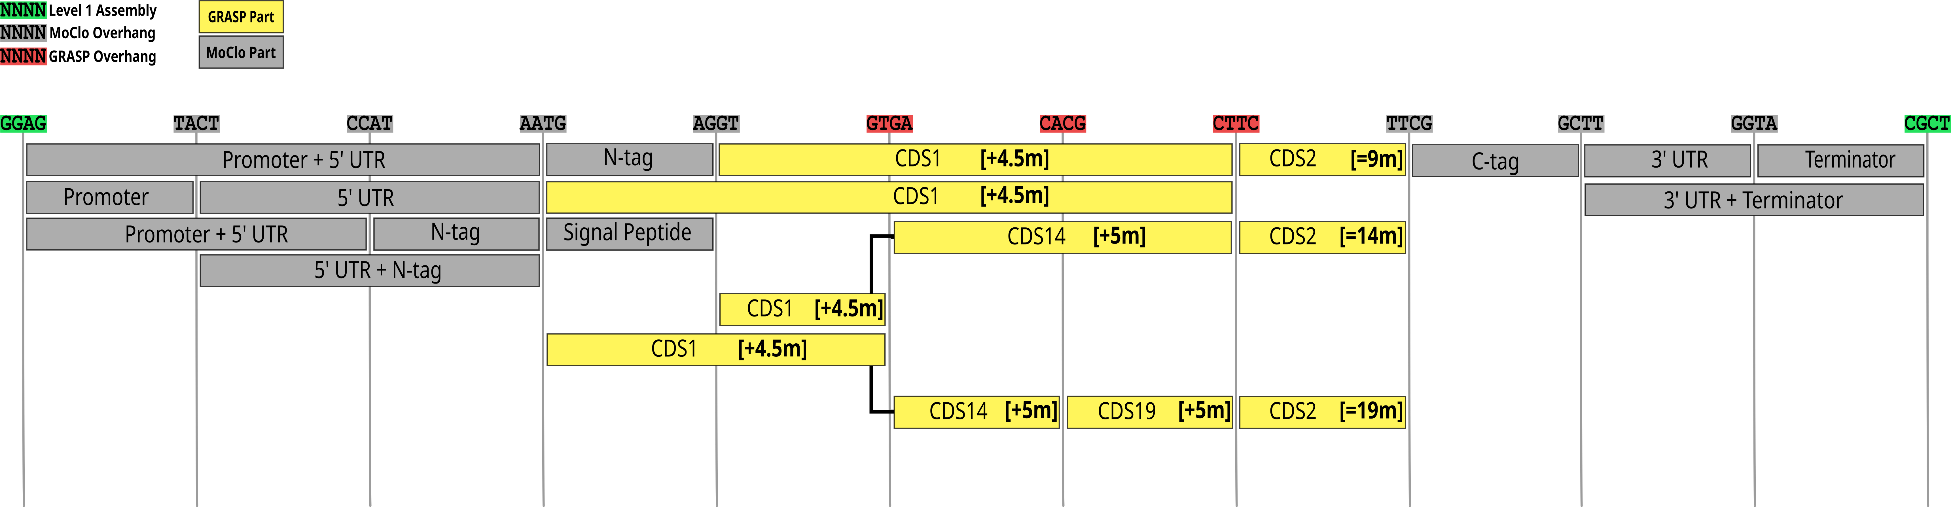 NNNN Level 1 Assembly
NNNN MoClo Overhang
NNNN GRASP Overhang
GRASP Part
MoClo Part
GGAG TACT CCAT AATG AGGT GTGA CACG CTTC TTCG GCTT GGTA CGCT
Promoter + 5' UTR N-tag CDS1 [+4.5m] CDS2 [=9m] C-tag 3' UTR Terminator
Promoter 5' UTR CDS1 [+4.5m] 3' UTR + Terminator
Promoter + 5' UTR N-tag Signal Peptide CDS14 [+5m] CDS2 [=14m]
5' UTR + N-tag
CDS1 [+4.5m]
CDS1 [+4.5m]
CDS14 [+5m] CDS19 [+5m] CDS2 [=19m]